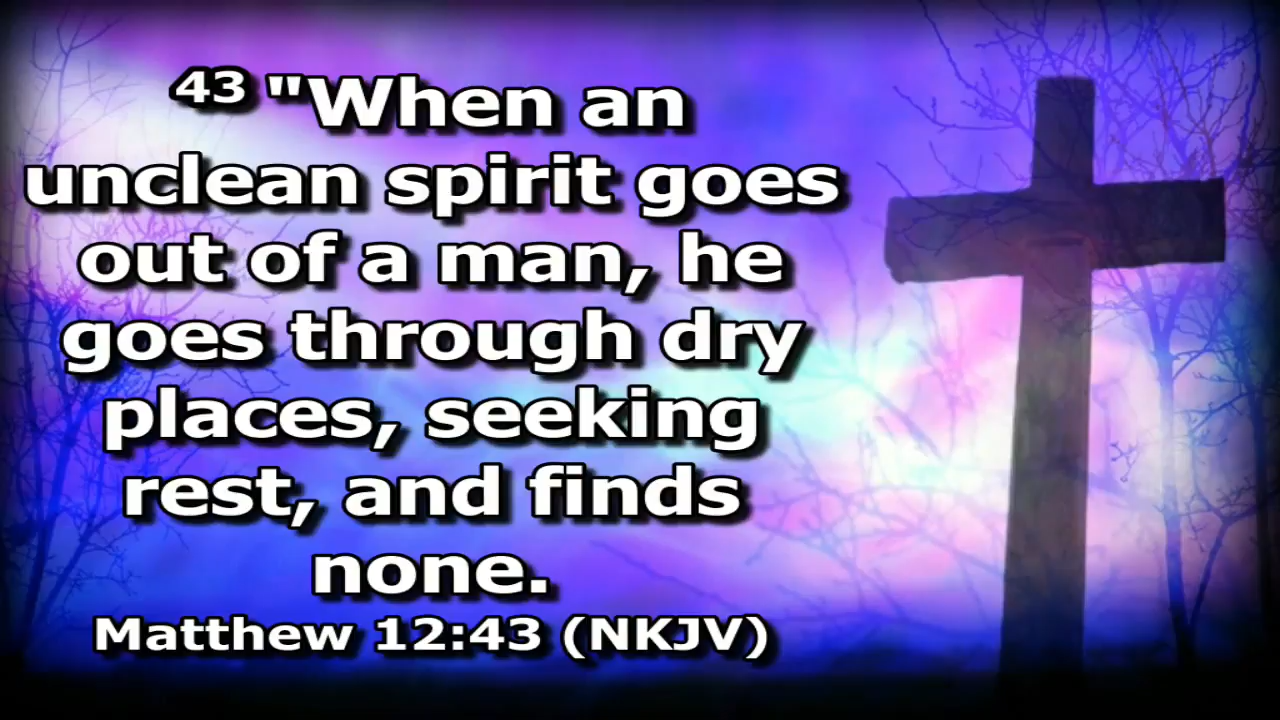 43 "When an
unclean spirit goes
out of a man, he
goes through dry
places, seeking
rest, and finds
none.
Matthew 12:43 (NKJV)